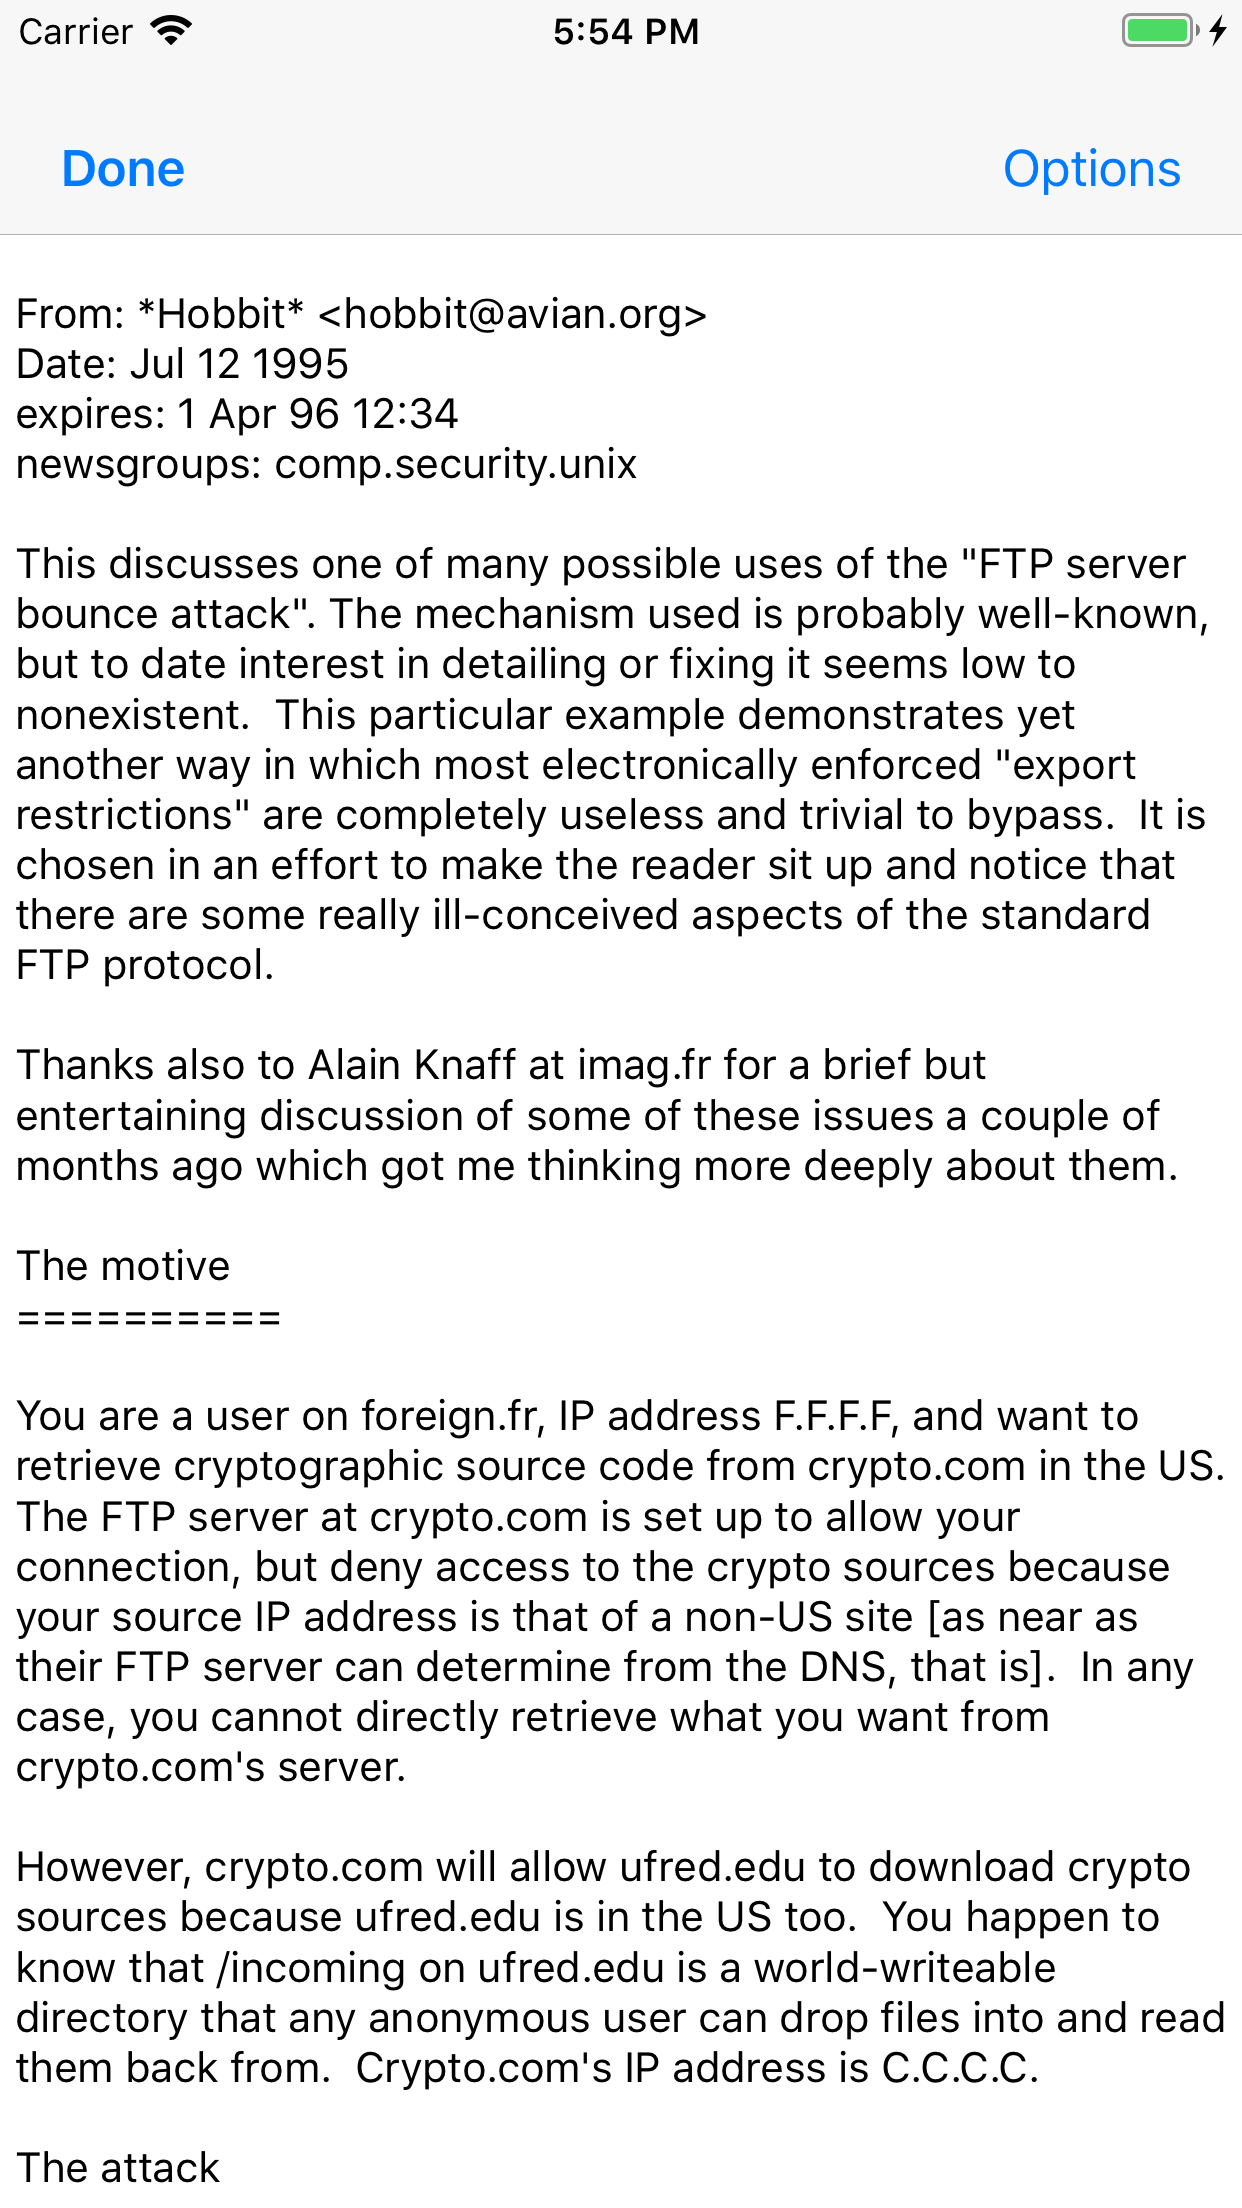 Carrier 5:54 PM
Done Options
From: *Hobbit* <hobbit@avian.org>
Date: Jul 12 1995
expires: 1 Apr 96 12:34
newsgroups: comp.security.unix
This discusses one of many possible uses of the "FTP server
bounce attack". The mechanism used is probably well-known,
but to date interest in detailing or fixing it seems low to
nonexistent.  This particular example demonstrates yet
another way in which most electronically enforced "export
restrictions" are completely useless and trivial to bypass.  It is
chosen in an effort to make the reader sit up and notice that
there are some really ill-conceived aspects of the standard
FTP protocol.
Thanks also to Alain Knaff at imag.fr for a brief but
entertaining discussion of some of these issues a couple of
months ago which got me thinking more deeply about them.
The motive
==========
You are a user on foreign.fr, IP address F.F.F.F, and want to
retrieve cryptographic source code from crypto.com in the US.
The FTP server at crypto.com is set up to allow your
connection, but deny access to the crypto sources because
your source IP address is that of a non-US site [as near as
their FTP server can determine from the DNS, that is].  In any
case, you cannot directly retrieve what you want from
crypto.com's server.
However, crypto.com will allow ufred.edu to download crypto
sources because ufred.edu is in the US too.  You happen to
know that /incoming on ufred.edu is a world-writeable
directory that any anonymous user can drop files into and read
them back from.  Crypto.com's IP address is C.C.C.C.
The attack